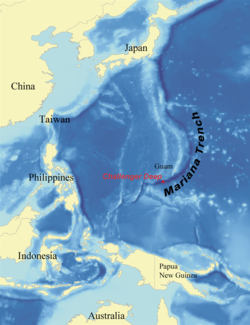 Japan
China
Taiwan
Guam
Mariana Trench
Philippines
Challenger Deep
Indonesia
Papua
New Guinea
Australia